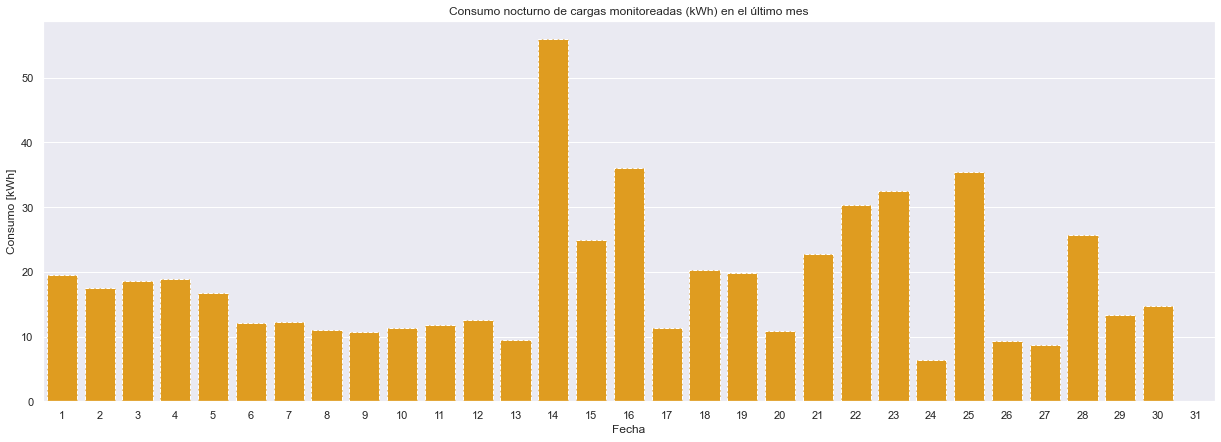 Consumo nocturno de cargas monitoreadas (kWh) en el último mes
Consumo [kWh]
50
40
30
20
10
0
1 2 3 4 5 6 7 8 9 10 11 12 13 14 15 16 17 18 19 20 21 22 23 24 25 26 27 28 29 30 31
Fecha